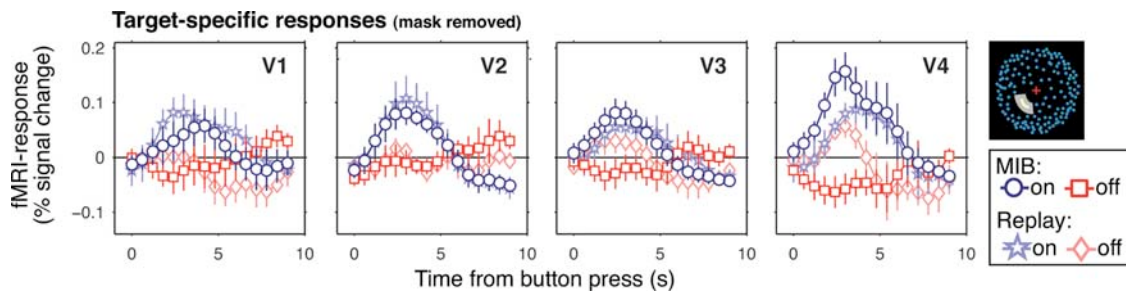 Target-specific responses (mask removed)
fMRI-response
(% signal change)
0.2
0.1
0
−0.1
V1
V2
V3
V4
0 5 10
0 5 10
0 5 10
0 5 10
Time from button press (s)
MIB:
on off
Replay:
on off